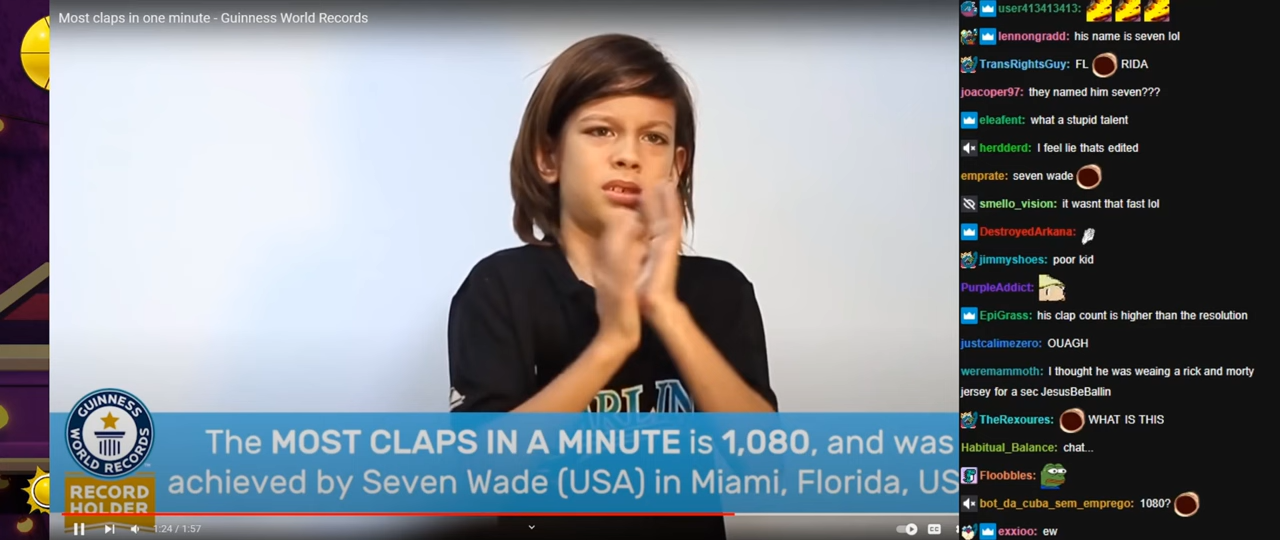 Most claps in one minute - Guinness World Records
GUINNESS
WORLD RECORDS
RECORD
HOLDER
ARLIN
The MOST CLAPS IN A MINUTE is 1,080, and was
achieved by Seven Wade (USA) in Miami, Florida, US
1:24 / 1:57
CC
user413413413:
lennongradd: his name is seven lol
TransRightsGuy: FL RIDA
joacoper97: they named him seven???
eleafent: what a stupid talent
herdderd: I feel lie thats edited
emprate: seven wade
smello_vision: it wasnt that fast lol
DestroyedArkana:
jimmyshoes: poor kid
PurpleAddict:
EpiGrass: his clap count is higher than the resolution
justcalimezero: OUAGH
weremammoth: I thought he was weaing a rick and morty
jersey for a sec JesusBeBallin
TheRexoures: WHAT IS THIS
Habitual_Balance: chat...
Floobbles:
bot_da_cuba_sem_emprego: 1080?
exxioo: ew